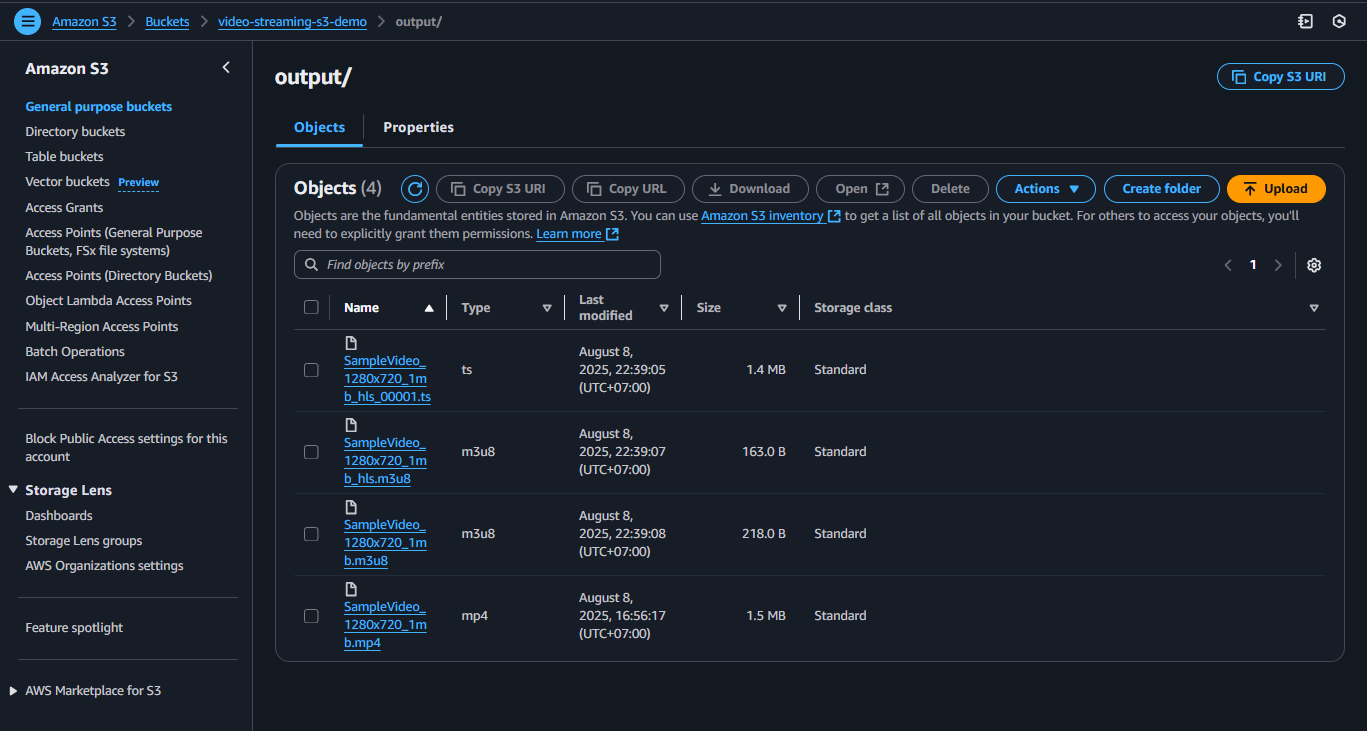 Amazon S3 > Buckets > video-streaming-s3-demo > output/
Amazon S3
General purpose buckets
Directory buckets
Table buckets
Vector buckets Preview
Access Grants
Access Points (General Purpose
Buckets, FSx file systems)
Access Points (Directory Buckets)
Object Lambda Access Points
Multi-Region Access Points
Batch Operations
IAM Access Analyzer for S3
Block Public Access settings for this
account
Storage Lens
Dashboards
Storage Lens groups
AWS Organizations settings
Feature spotlight
AWS Marketplace for S3
output/
Copy S3 URI
Objects Properties
Objects (4) Copy S3 URI Copy URL Download Open Delete Actions Create folder Upload
Objects are the fundamental entities stored in Amazon S3. You can use Amazon S3 inventory to get a list of all objects in your bucket. For others to access your objects, you'll
need to explicitly grant them permissions. Learn more
Find objects by prefix
1
Name Type Last
modified Size Storage class
SampleVideo_
1280x720_1m
b_hls_00001.ts
ts
August 8,
2025, 22:39:05
(UTC+07:00)
1.4 MB
Standard
SampleVideo_
1280x720_1m
b_hls.m3u8
m3u8
August 8,
2025, 22:39:07
(UTC+07:00)
163.0 B
Standard
SampleVideo_
1280x720_1m
b.m3u8
m3u8
August 8,
2025, 22:39:08
(UTC+07:00)
218.0 B
Standard
SampleVideo_
1280x720_1m
b.mp4
mp4
August 8,
2025, 16:56:17
(UTC+07:00)
1.5 MB
Standard